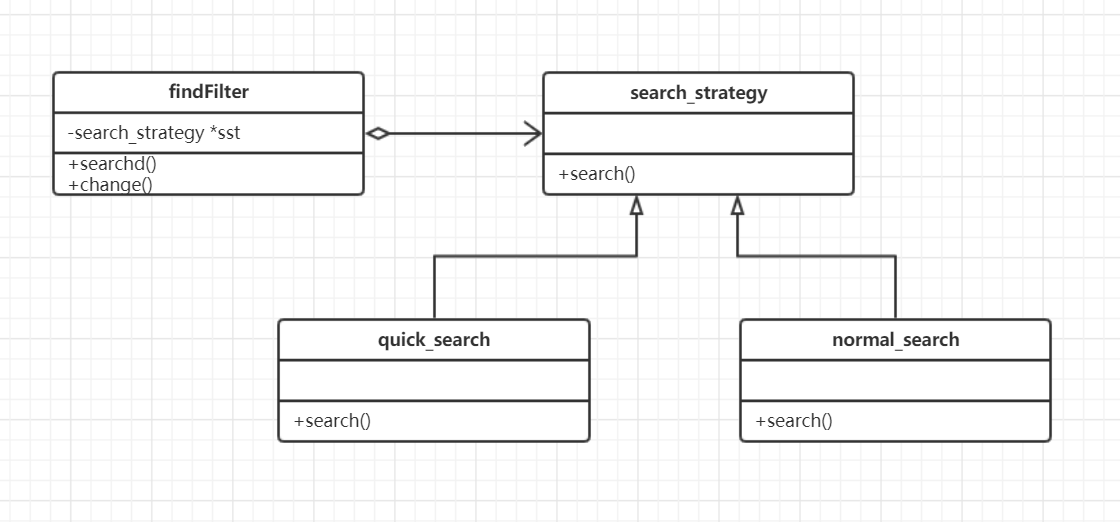 findFilter
-search_strategy *sst
+searchd()
+change()
search_strategy
+search()
quick_search
+search()
normal_search
+search()